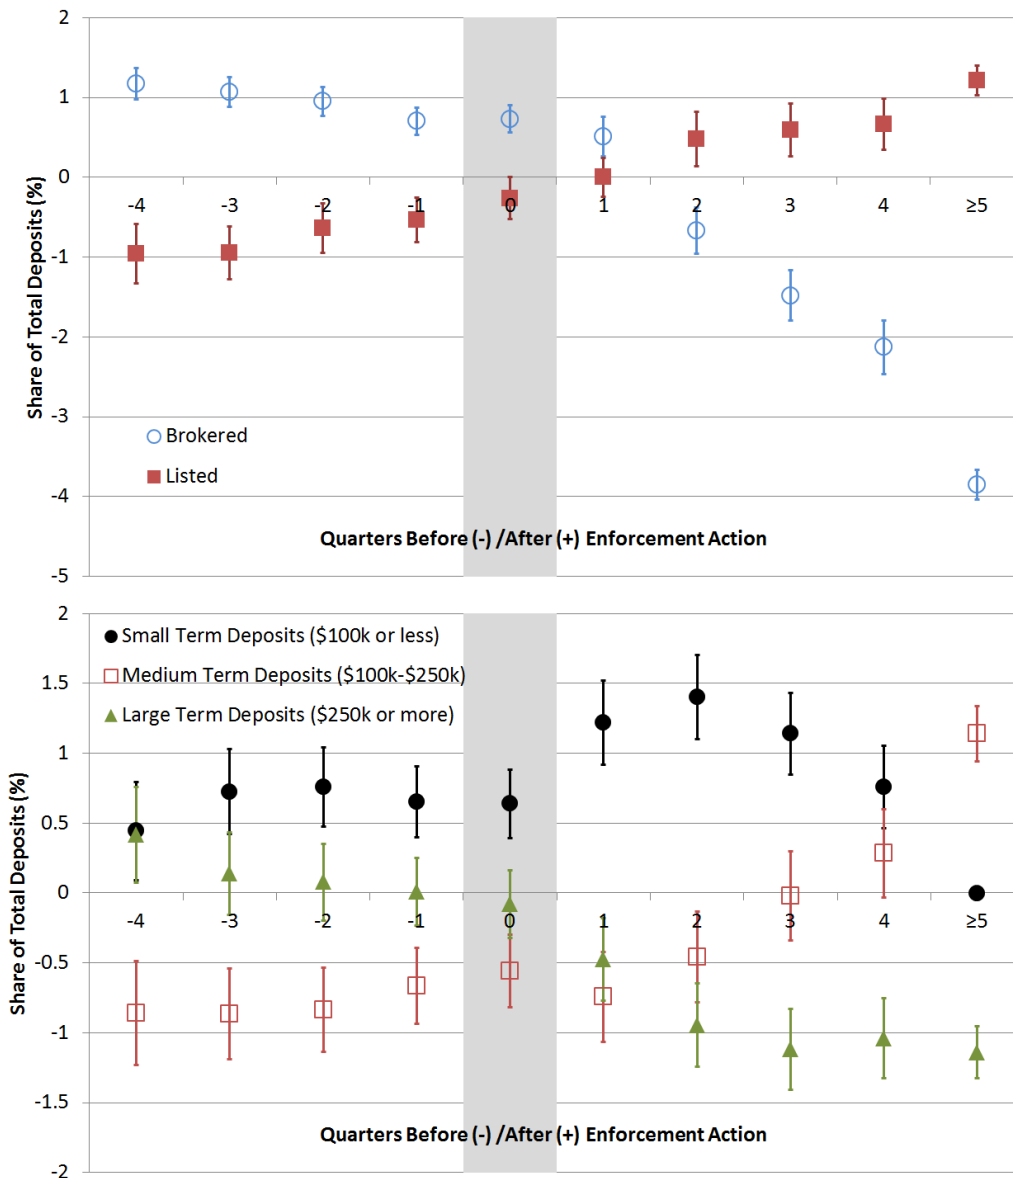 2
1
0
-1
-2
-3
-4
-5
Share of Total Deposits (%)
-4 -3 -2 -1 0 1 2 3 4 ≥5
Brokered
Listed
Quarters Before (-) /After (+) Enforcement Action
2
1.5
1
0.5
0
-0.5
-1
-1.5
-2
Share of Total Deposits (%)
Small Term Deposits ($100k or less)
Medium Term Deposits ($100k-$250k)
Large Term Deposits ($250k or more)
-4 -3 -2 -1 0 1 2 3 4 ≥5
Quarters Before (-) /After (+) Enforcement Action